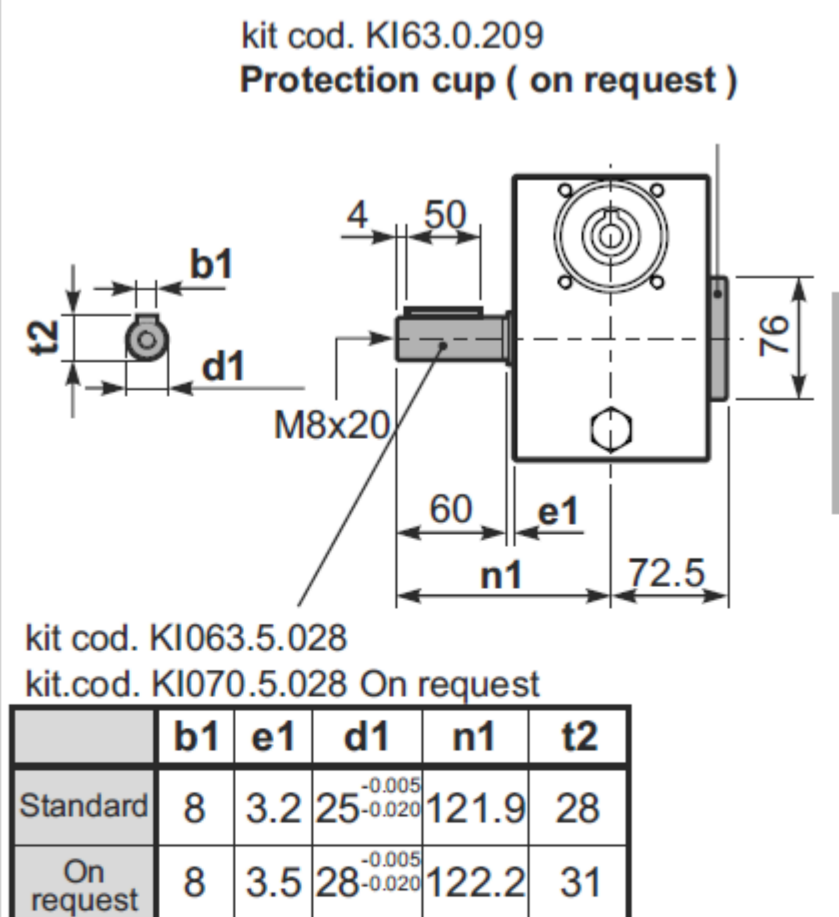 kit cod. KI63.0.209
Protection cup ( on request )
4 50
b1
t2
d1
76
M8x20
60 e1
n1 72.5
kit cod. KI063.5.028
kit.cod. KI070.5.028 On request
b1 e1 d1 n1 t2
Standard 8 3.2 25 -0.005 -0.020 121.9 28
On request 8 3.5 28 -0.005 -0.020 122.2 31